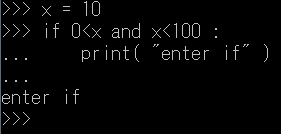 >>> x = 10
>>> if 0<x and x<100 :
...     print( "enter if" )
...
enter if
>>>